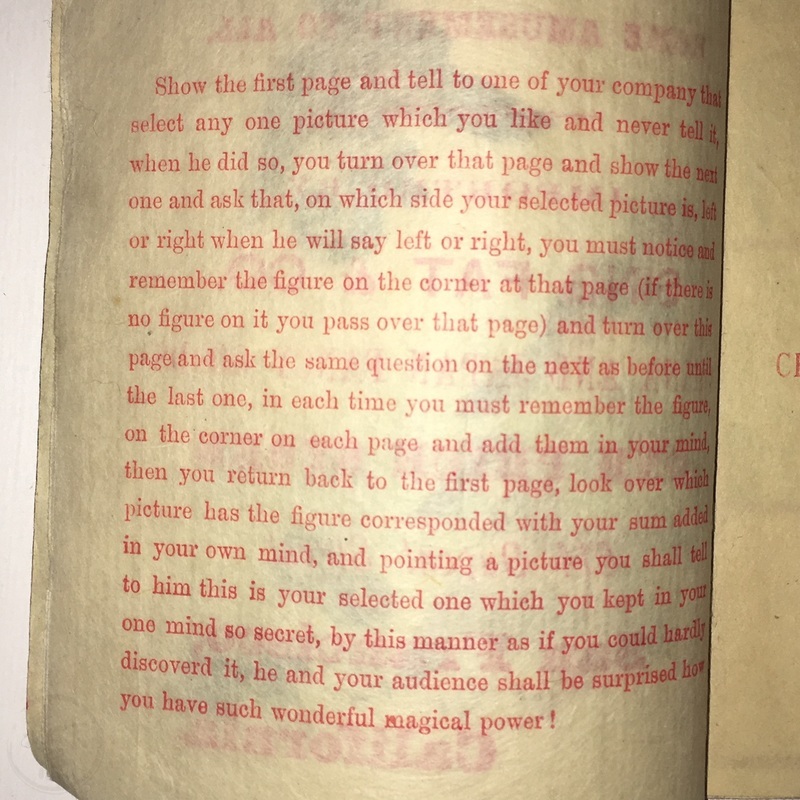 Show the first page and tell to one of your company that
select any one picture which you like and never tell it,
when he did so, you turn over that page and show the next
one and ask that, on which side your selected picture is, left
or right when he will say left or right, you must notice and
remember the figure on the corner at that page (if there is
no figure on it you pass over that page) and turn over this
page and ask the same question on the next as before until
the last one, in each time you must remember the figure,
on the corner on each page and add them in your mind,
then you return back to the first page, look over which
picture has the figure corresponded with your sum added
in your own mind, and pointing a picture you shall tell
to him this is your selected one which you kept in your
one mind so secret, by this manner as if you could hardly
discoverd it, he and your audience shall be surprised how
you have such wonderful magical power!